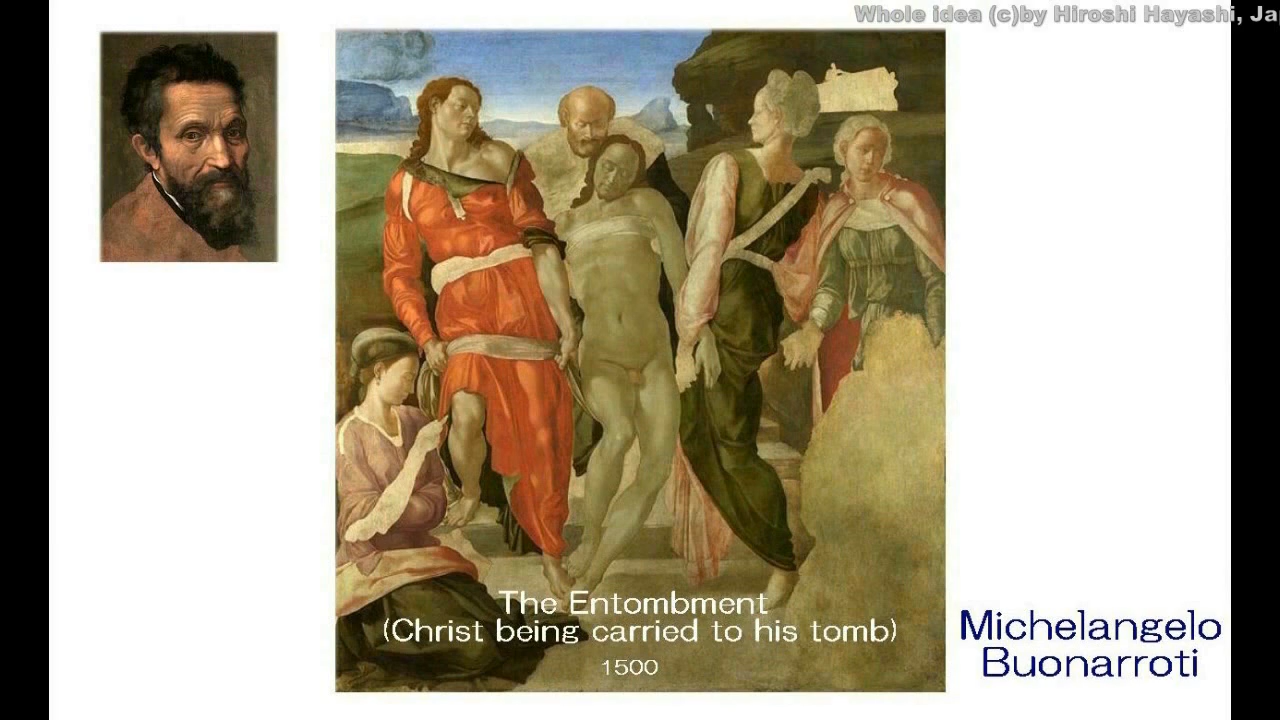 Whole idea (c)by Hiroshi Hayashi, Ja
The Entombment
(Christ being carried to his tomb)
1500
Michelangelo
Buonarroti